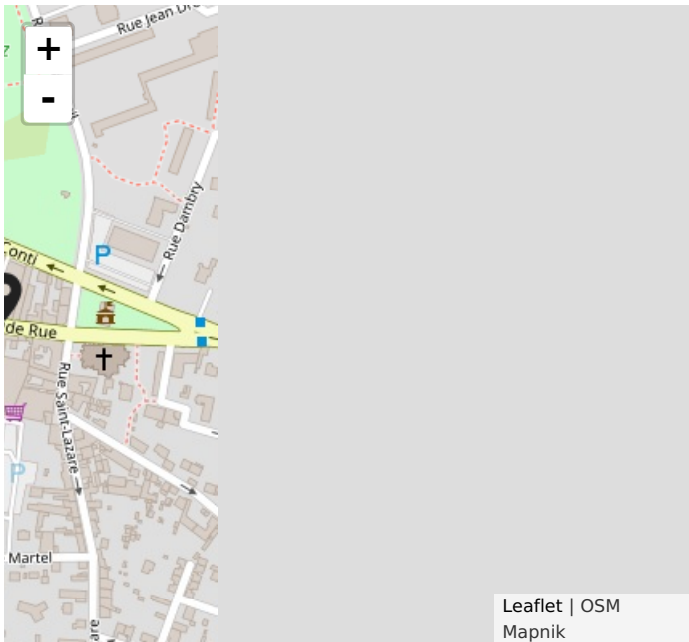 Rue Jean
+
-
Rue Dambry
P
Conti
de Rue
Rue Saint-Lazare
P
Martel
Leaflet | OSM
Mapnik